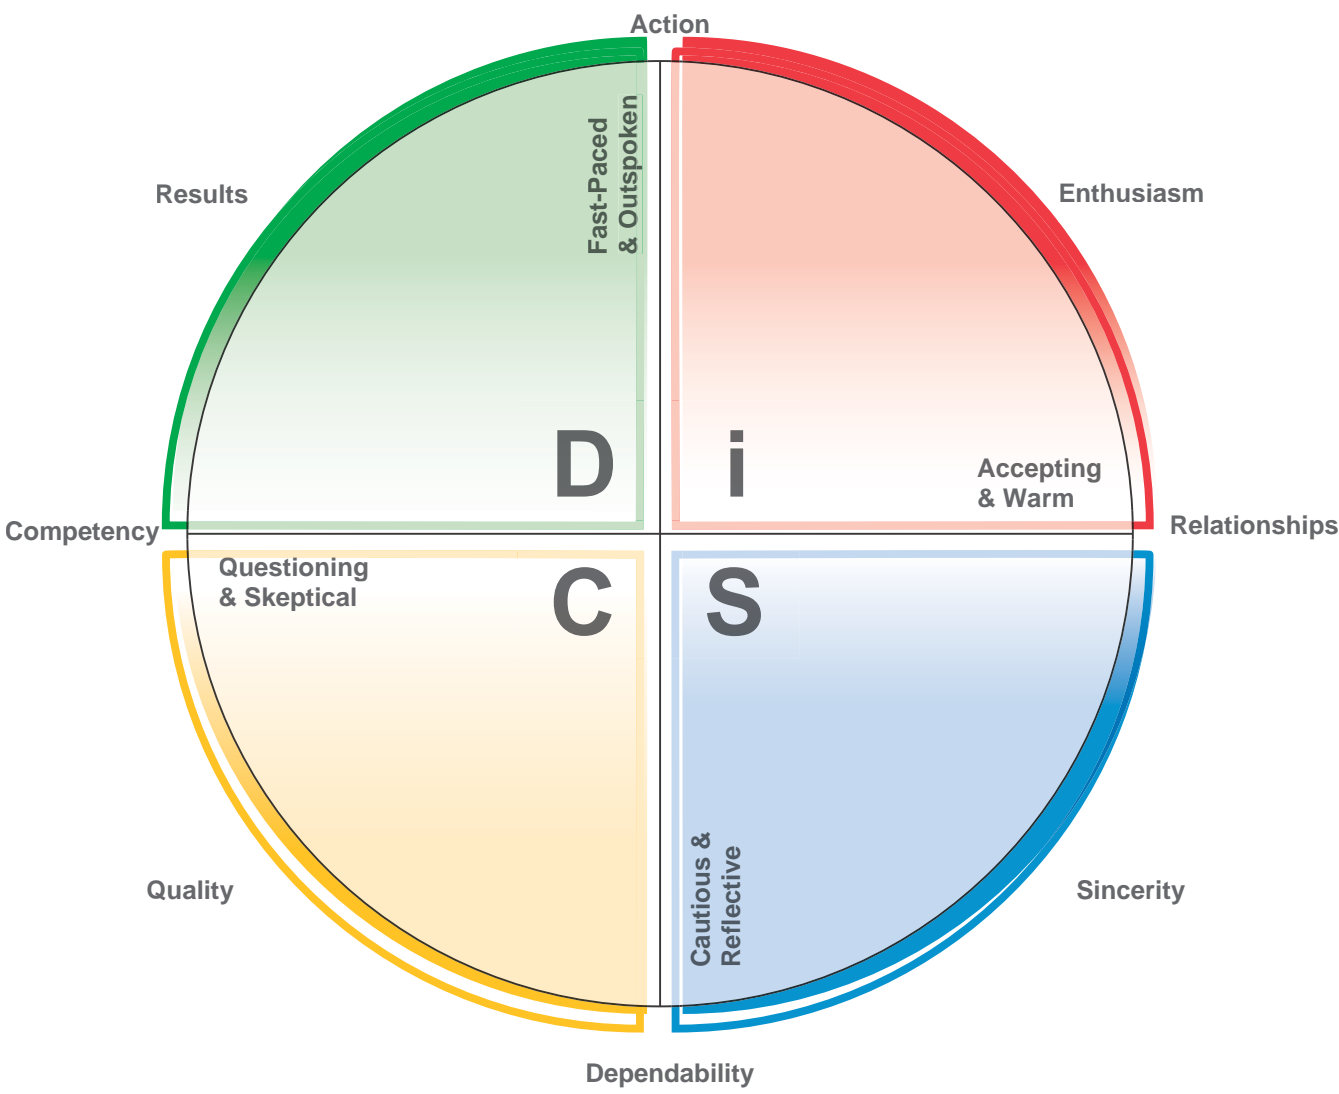 Action
Fast-Paced
& Outspoken
Results
Enthusiasm
D
i
Accepting
& Warm
Competency
Relationships
Questioning
& Skeptical
C
S
Cautious &
Reflective
Quality
Sincerity
Dependability